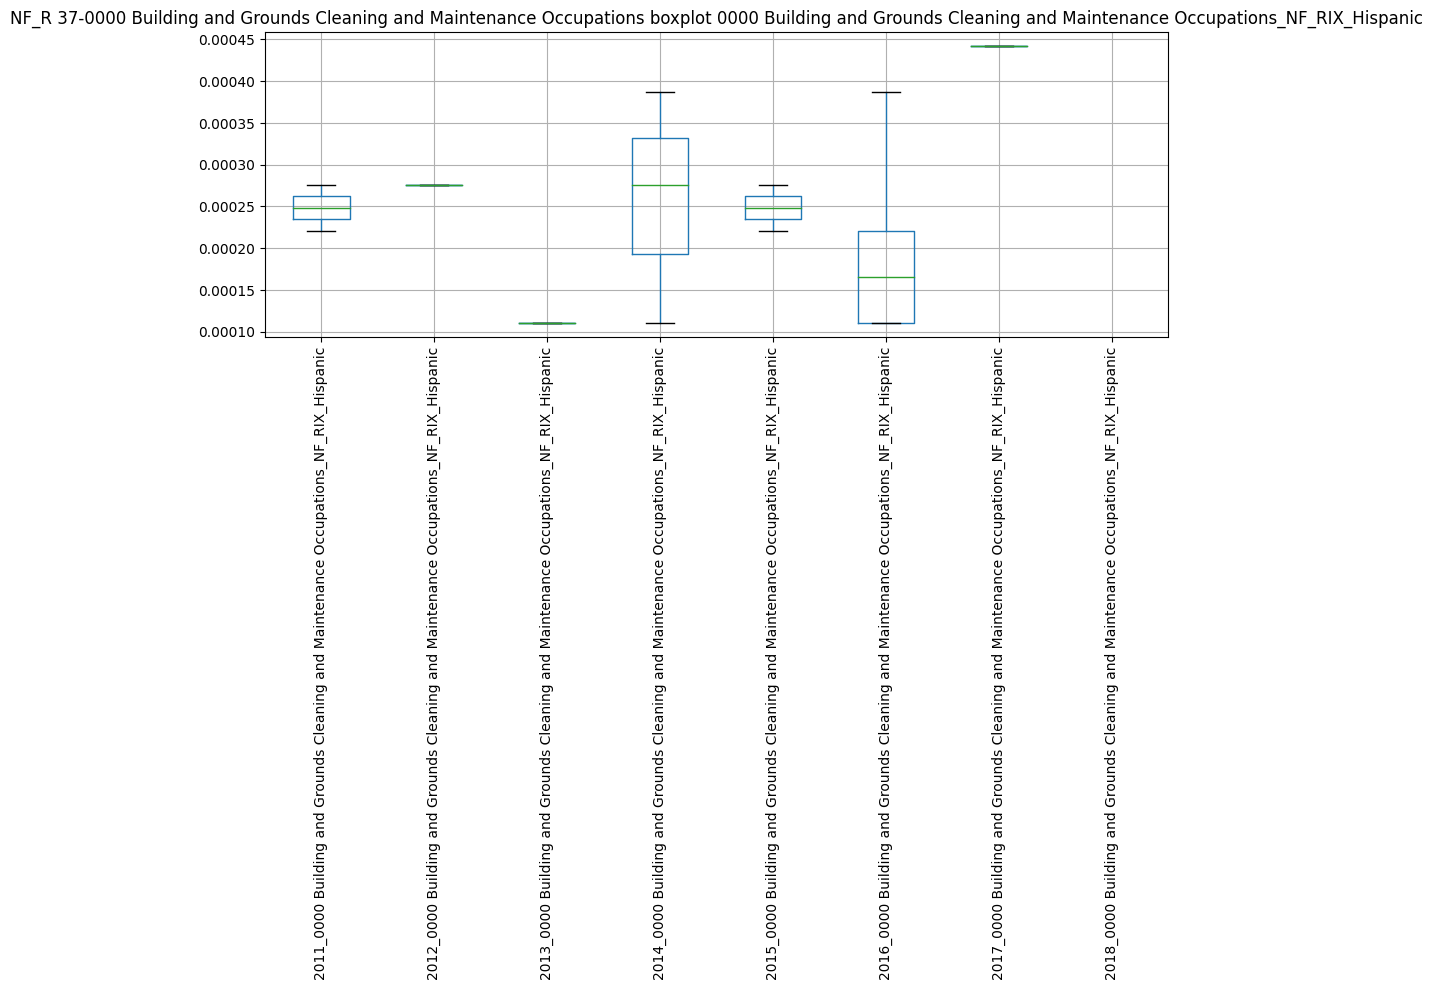 NF_R 37-0000 Building and Grounds Cleaning and Maintenance Occupations boxplot 0000 Building and Grounds Cleaning and Maintenance Occupations_NF_RIX_Hispanic
0.00045
0.00040
0.00035
0.00030
0.00025
0.00020
0.00015
0.00010
2011_0000 Building and Grounds Cleaning and Maintenance Occupations_NF_RIX_Hispanic
2012_0000 Building and Grounds Cleaning and Maintenance Occupations_NF_RIX_Hispanic
2013_0000 Building and Grounds Cleaning and Maintenance Occupations_NF_RIX_Hispanic
2014_0000 Building and Grounds Cleaning and Maintenance Occupations_NF_RIX_Hispanic
2015_0000 Building and Grounds Cleaning and Maintenance Occupations_NF_RIX_Hispanic
2016_0000 Building and Grounds Cleaning and Maintenance Occupations_NF_RIX_Hispanic
2017_0000 Building and Grounds Cleaning and Maintenance Occupations_NF_RIX_Hispanic
2018_0000 Building and Grounds Cleaning and Maintenance Occupations_NF_RIX_Hispanic